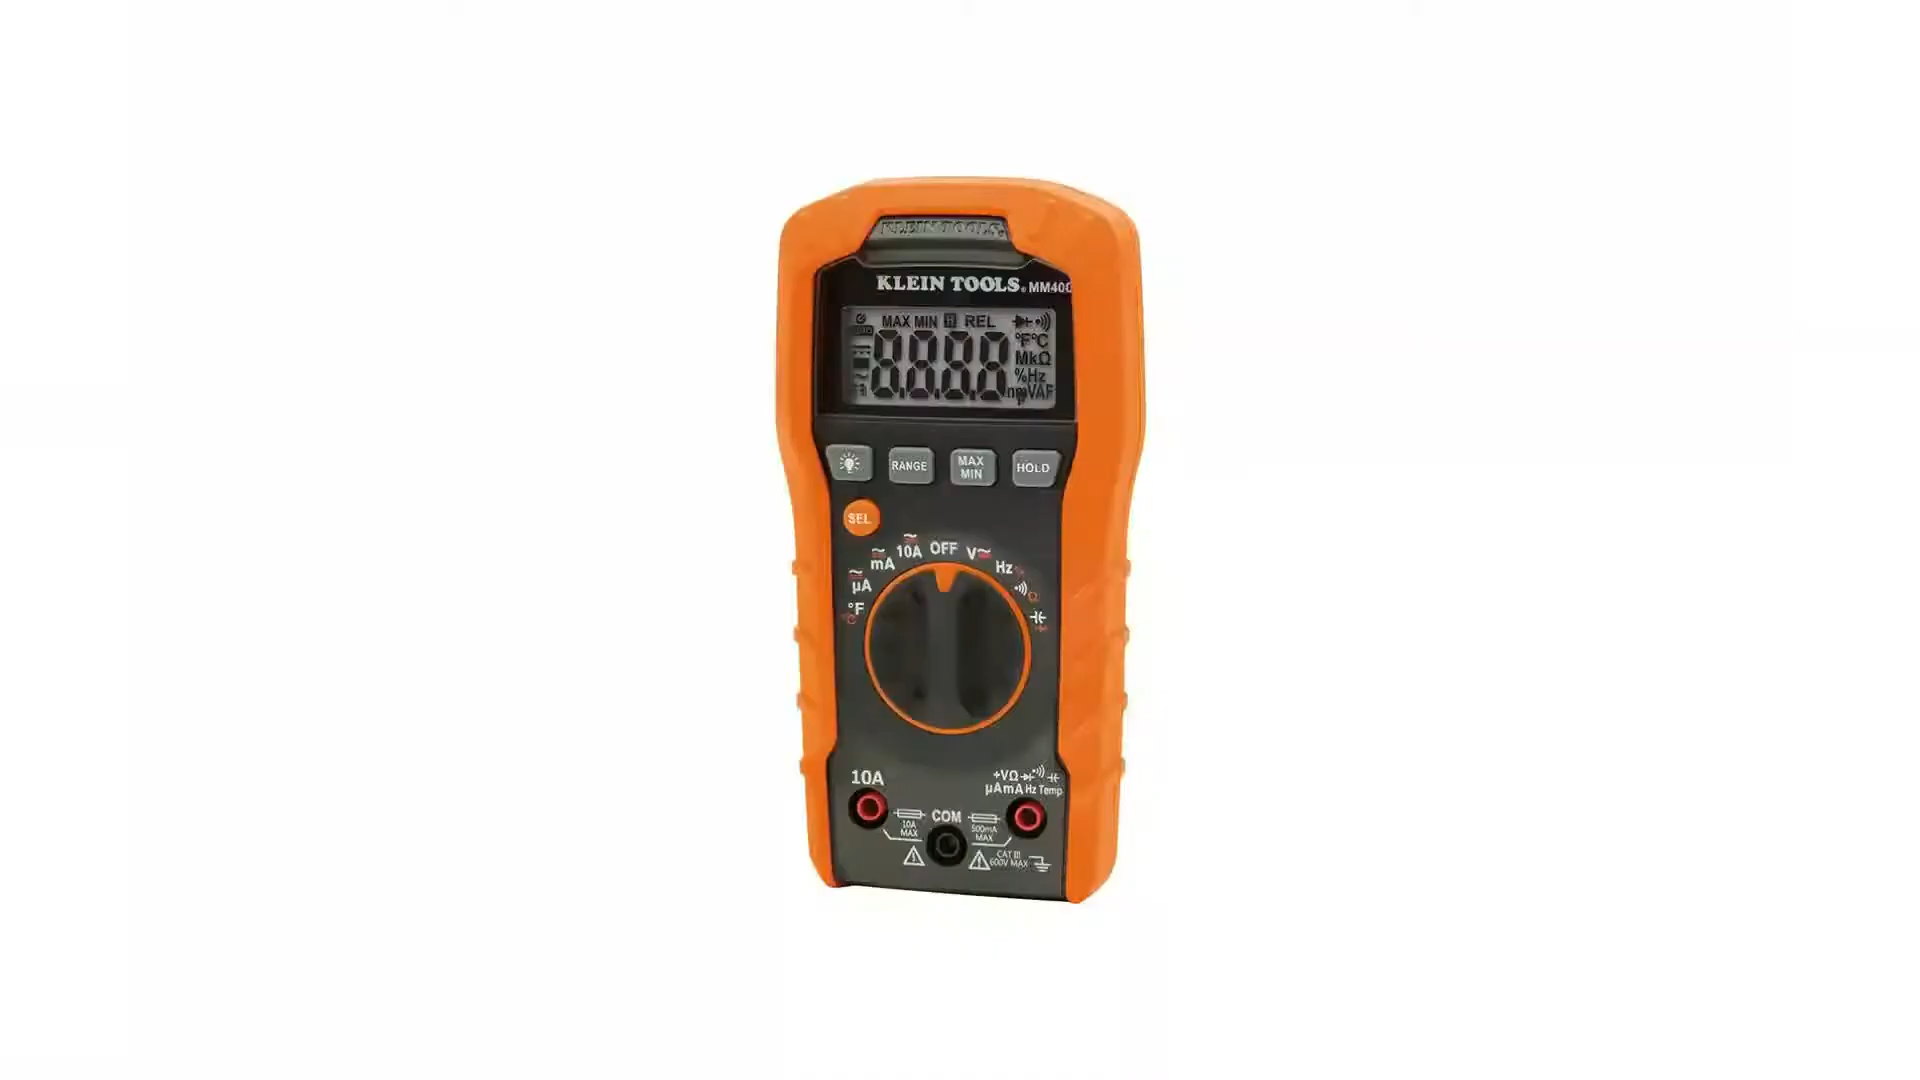 KLEIN TOOLS
KLEIN TOOLS® MM400
MAX MIN H REL
°F°C
MkΩ
8.8.8.8
%Hz
nmVAF
μ
RANGE
MAX MIN
HOLD
SEL
mA
10A
OFF
V
Hz
μA
Ω
°F
°C
10A
+VΩ
μAmA Hz Temp
COM
10A MAX
500mA MAX
CAT III
600V MAX